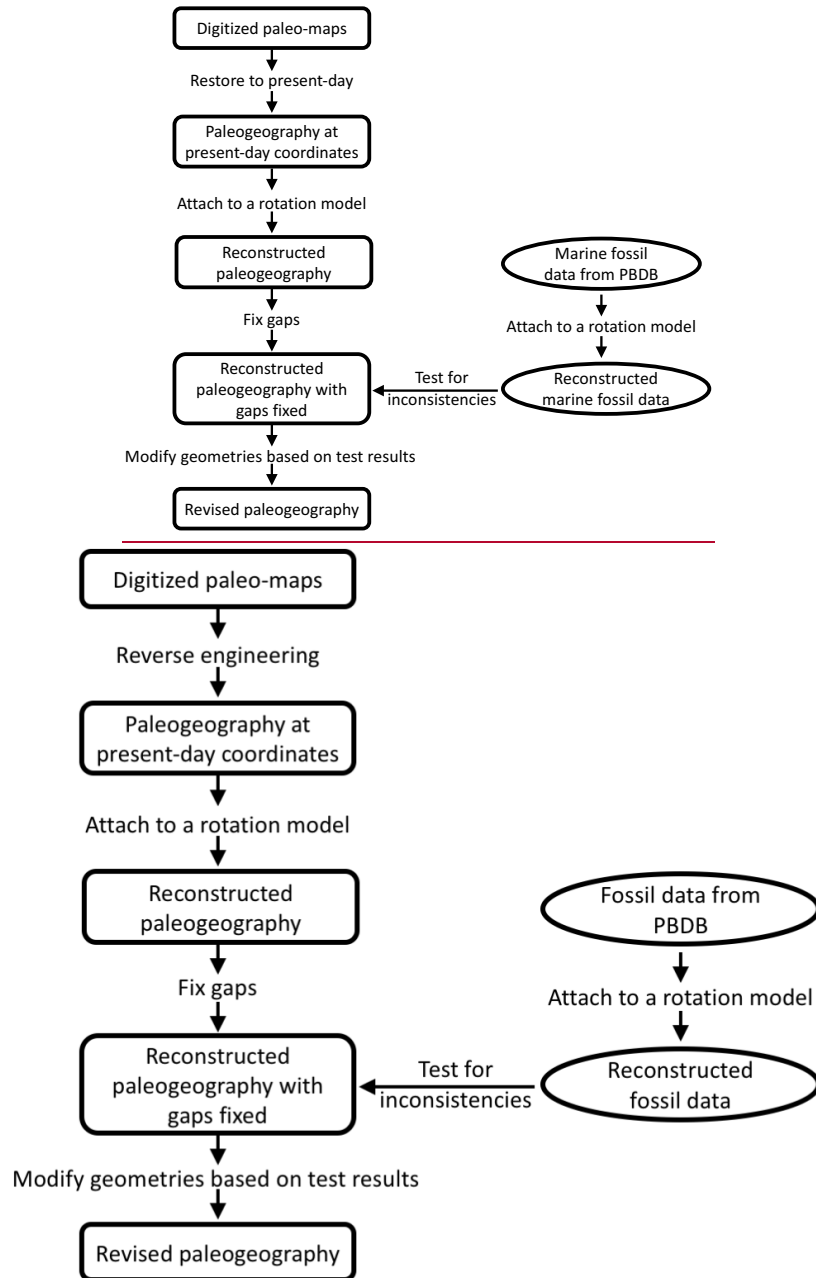 Digitized paleo-maps
Restore to present-day
Paleogeography at
present-day coordinates
Attach to a rotation model
Reconstructed
paleogeography
Marine fossil
data from PBDB
Fix gaps
Attach to a rotation model
Reconstructed
paleogeography with
gaps fixed
Test for
inconsistencies
Reconstructed
marine fossil data
Modify geometries based on test results
Revised paleogeography
Digitized paleo-maps
Reverse engineering
Paleogeography at
present-day coordinates
Attach to a rotation model
Reconstructed
paleogeography
Fossil data from
PBDB
Fix gaps
Attach to a rotation model
Reconstructed
paleogeography with
gaps fixed
Test for
inconsistencies
Reconstructed
fossil data
Modify geometries based on test results
Revised paleogeography